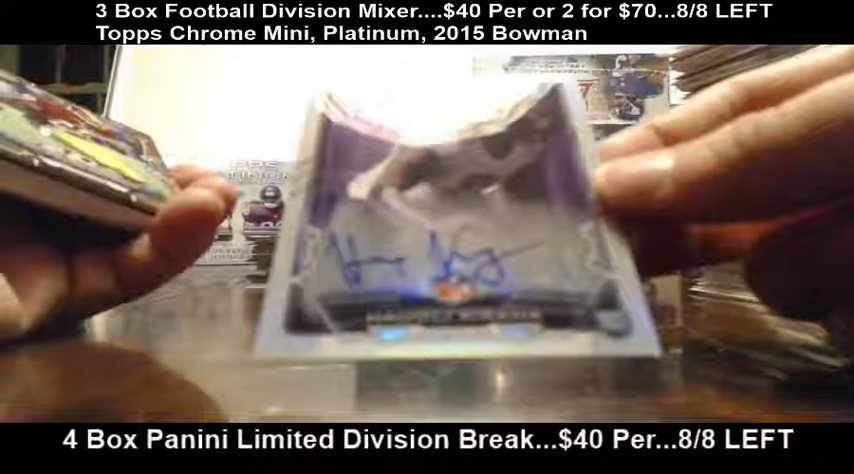 3 Box Football Division Mixer....$40 Per or 2 for $70...8/8 LEFT
Topps Chrome Mini, Platinum, 2015 Bowman
4 Box Panini Limited Division Break...$40 Per...8/8 LEFT